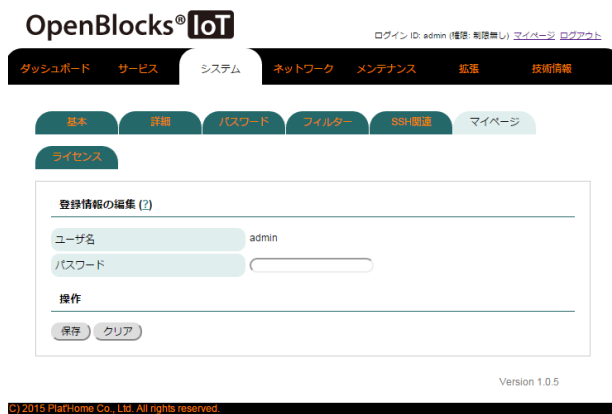 OpenBlocks® IoT
ログイン ID: admin (権限: 制限無し) マイページ ログアウト
ダッシュボード サービス システム ネットワーク メンテナンス 拡張 技術情報
基本 詳細 パスワード フィルター SSH関連 マイページ
ライセンス
登録情報の編集 (?)
ユーザ名 admin
パスワード
操作
保存 クリア
Version 1.0.5
C) 2015 Plat'Home Co., Ltd. All rights reserved.